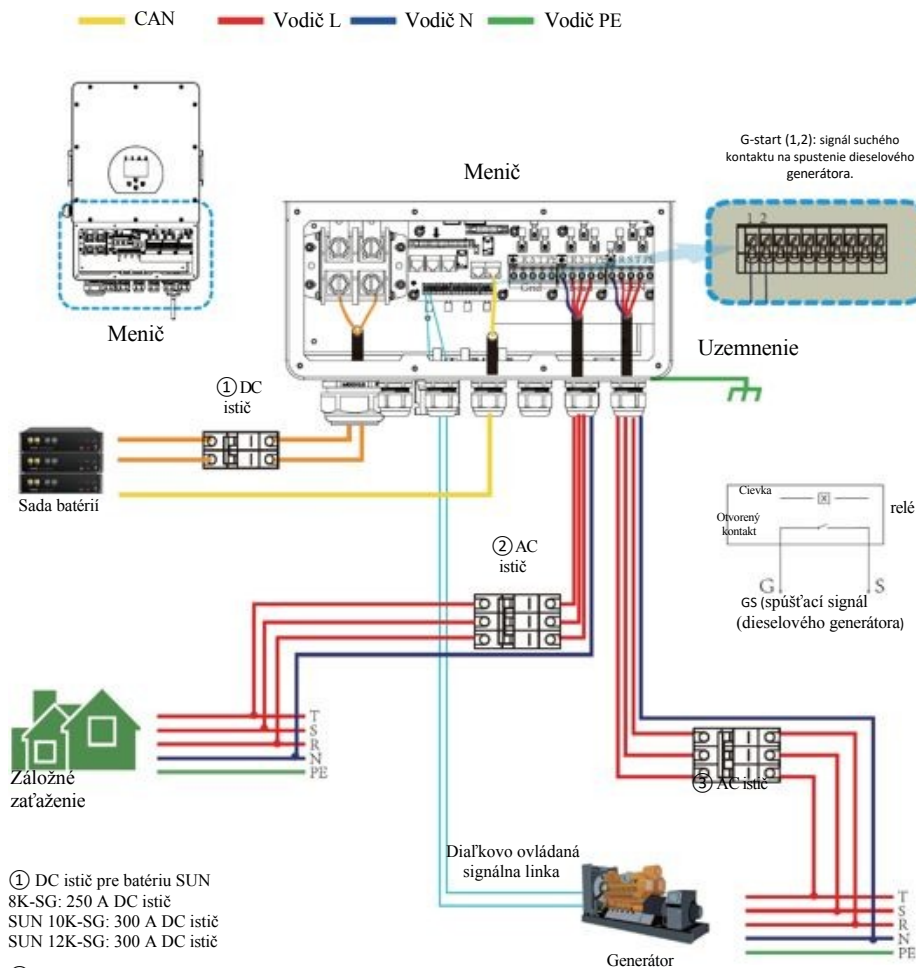 CAN Vodič L Vodič N Vodič PE
G-start (1,2): signál suchého
kontaktu na spustenie dieselového
generátora.
Menič
1 2
Grid
Menič
Uzemnenie
① DC
istič
Sada batérií
Cievka
relé
Otvorený
kontakt
② AC
istič
G S
GS (spúšťací signál
(dieselového generátora)
T
S
R
N
PE
Záložné
zaťaženie
③ AC istič
Diaľkovo ovládaná
signálna linka
① DC istič pre batériu SUN
8K-SG: 250 A DC istič
SUN 10K-SG: 300 A DC istič
SUN 12K-SG: 300 A DC istič
T
S
R
N
PE
Generátor